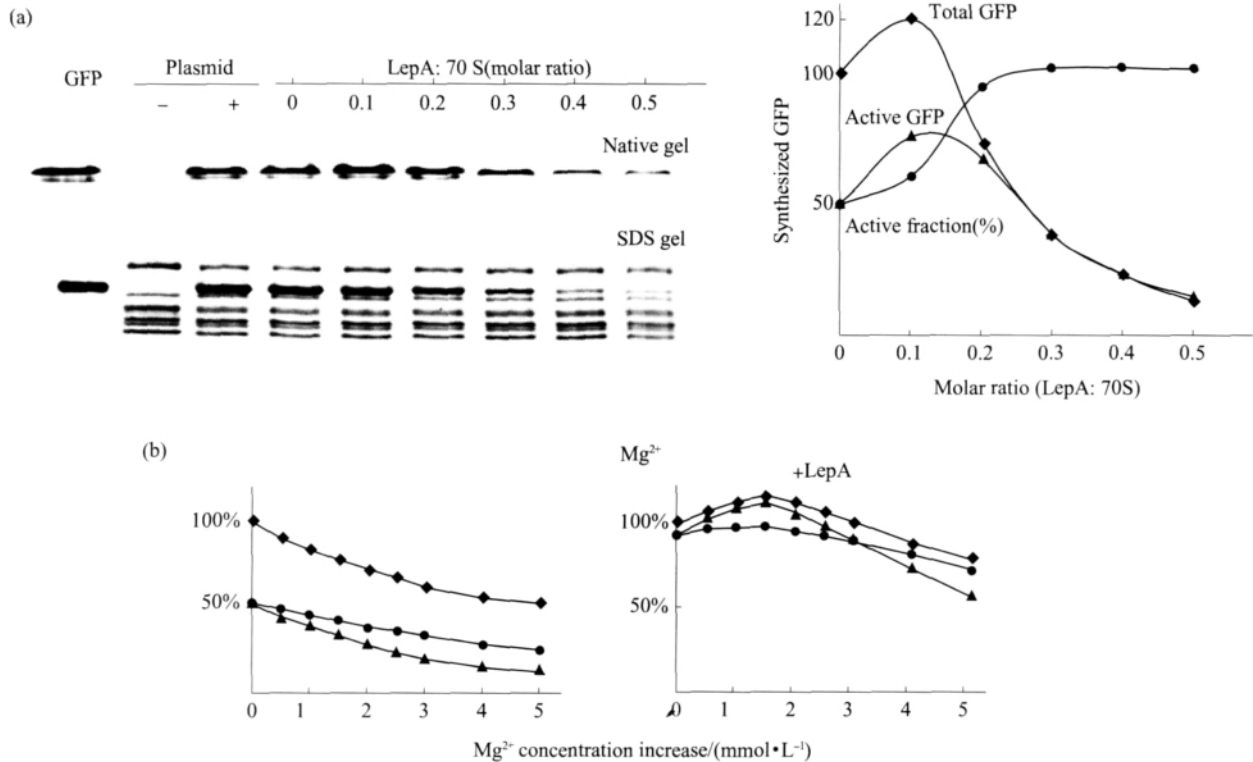 (a)
GFP
Plasmid
LepA: 70 S(molar ratio)
− + 0 0.1 0.2 0.3 0.4 0.5
Native gel
SDS gel
Synthesized GFP
120
100
50
Total GFP
Active GFP
Active fraction(%)
0 0.1 0.2 0.3 0.4 0.5
Molar ratio (LepA: 70S)
(b)
100%
50%
0 1 2 3 4 5
Mg²⁺
+LepA
100%
50%
0 1 2 3 4 5
Mg²⁺ concentration increase/(mmol•L⁻¹)